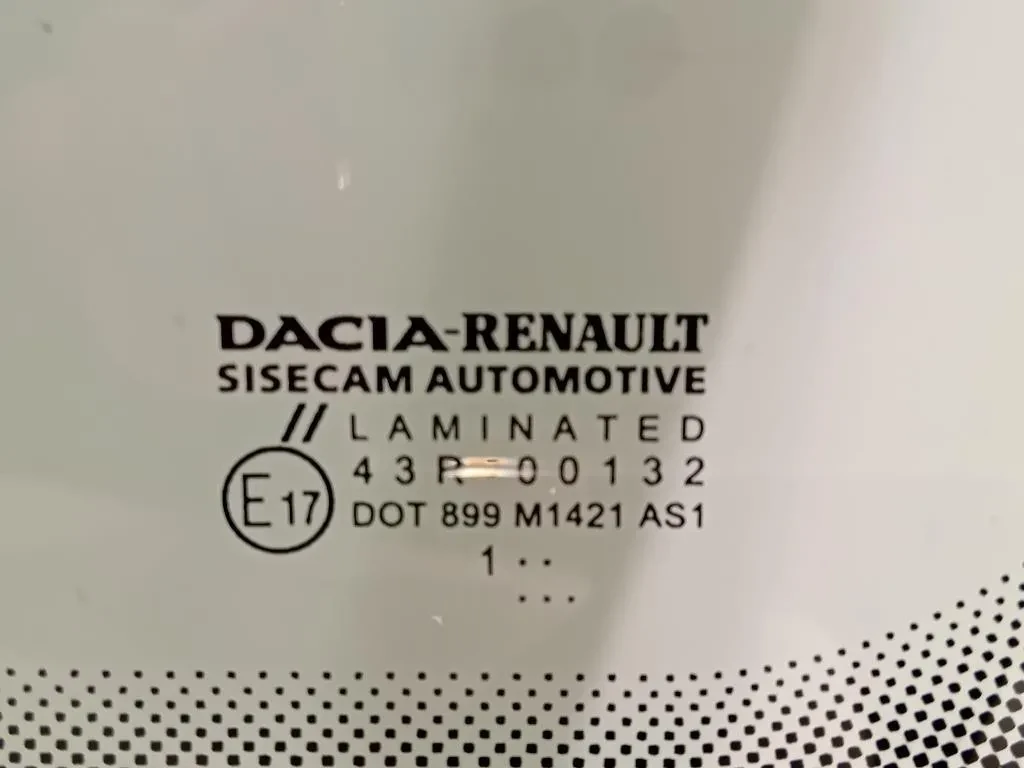 DACIA-RENAULT
SISECAM AUTOMOTIVE
// LAMINATED
43R-00132
E17
DOT 899 M1421 AS1
1 ..
...